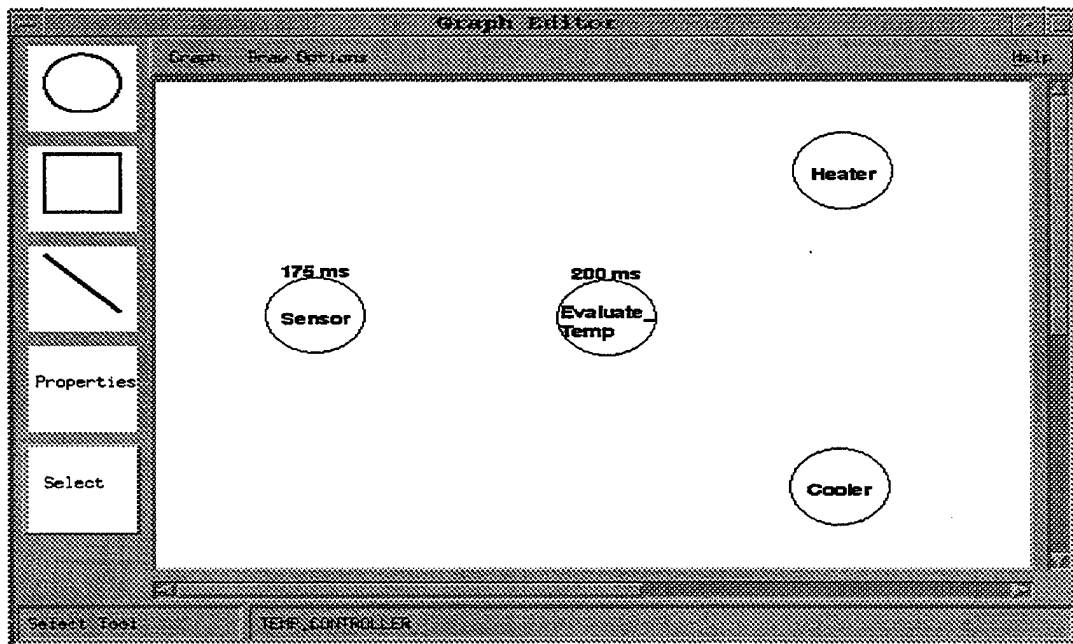 Graph Editor
Graph Draw Options Help
Heater
175 ms
200 ms
Sensor
Evaluate_
Temp
Properties
Select
Cooler
Select Tool
TEMP_CONTROLLER